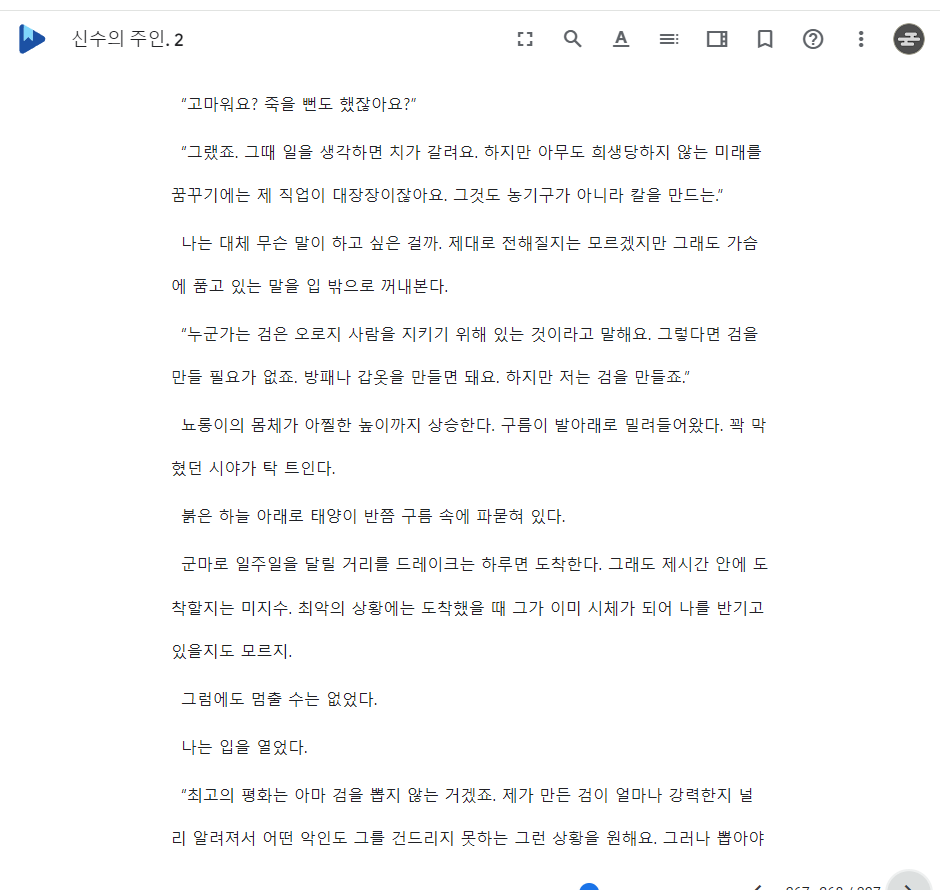 신수의 주인. 2
"고마워요? 죽을 뻔도 했잖아요?"
"그랬죠. 그때 일을 생각하면 치가 갈려요. 하지만 아무도 희생당하지 않는 미래를
꿈꾸기에는 제 직업이 대장장이잖아요. 그것도 농기구가 아니라 칼을 만드는."
나는 대체 무슨 말이 하고 싶은 걸까. 제대로 전해질지는 모르겠지만 그래도 가슴
에 품고 있는 말을 입 밖으로 꺼내본다.
"누군가는 검은 오로지 사람을 지키기 위해 있는 것이라고 말해요. 그렇다면 검을
만들 필요가 없죠. 방패나 갑옷을 만들면 돼요. 하지만 저는 검을 만들죠."
뇨롱이의 몸체가 아찔한 높이까지 상승한다. 구름이 발아래로 밀려들어왔다. 꽉 막
혔던 시야가 탁 트인다.
붉은 하늘 아래로 태양이 반쯤 구름 속에 파묻혀 있다.
군마로 일주일을 달릴 거리를 드레이크는 하루면 도착한다. 그래도 제시간 안에 도
착할지는 미지수. 최악의 상황에는 도착했을 때 그가 이미 시체가 되어 나를 반기고
있을지도 모르지.
그럼에도 멈출 수는 없었다.
나는 입을 열었다.
"최고의 평화는 아마 검을 뽑지 않는 거겠죠. 제가 만든 검이 얼마나 강력한지 널
리 알려져서 어떤 악인도 그를 건드리지 못하는 그런 상황을 원해요. 그러나 뽑아야